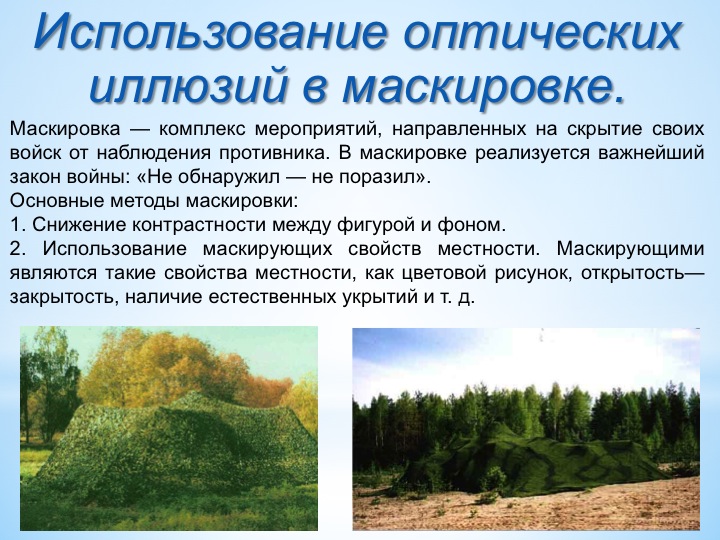 Использование оптических
иллюзий в маскировке.
Маскировка — комплекс мероприятий, направленных на скрытие своих
войск от наблюдения противника. В маскировке реализуется важнейший
закон войны: «Не обнаружил — не поразил».
Основные методы маскировки:
1. Снижение контрастности между фигурой и фоном.
2. Использование маскирующих свойств местности. Маскирующими
являются такие свойства местности, как цветовой рисунок, открытость—
закрытость, наличие естественных укрытий и т. д.